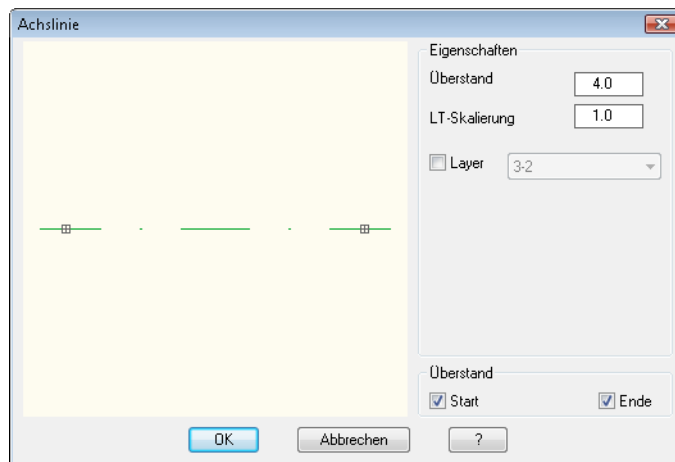 Achslinie
Eigenschaften
Überstand 4.0
LT-Skalierung 1.0
Layer 3-2
Überstand
Start Ende
OK Abbrechen ?